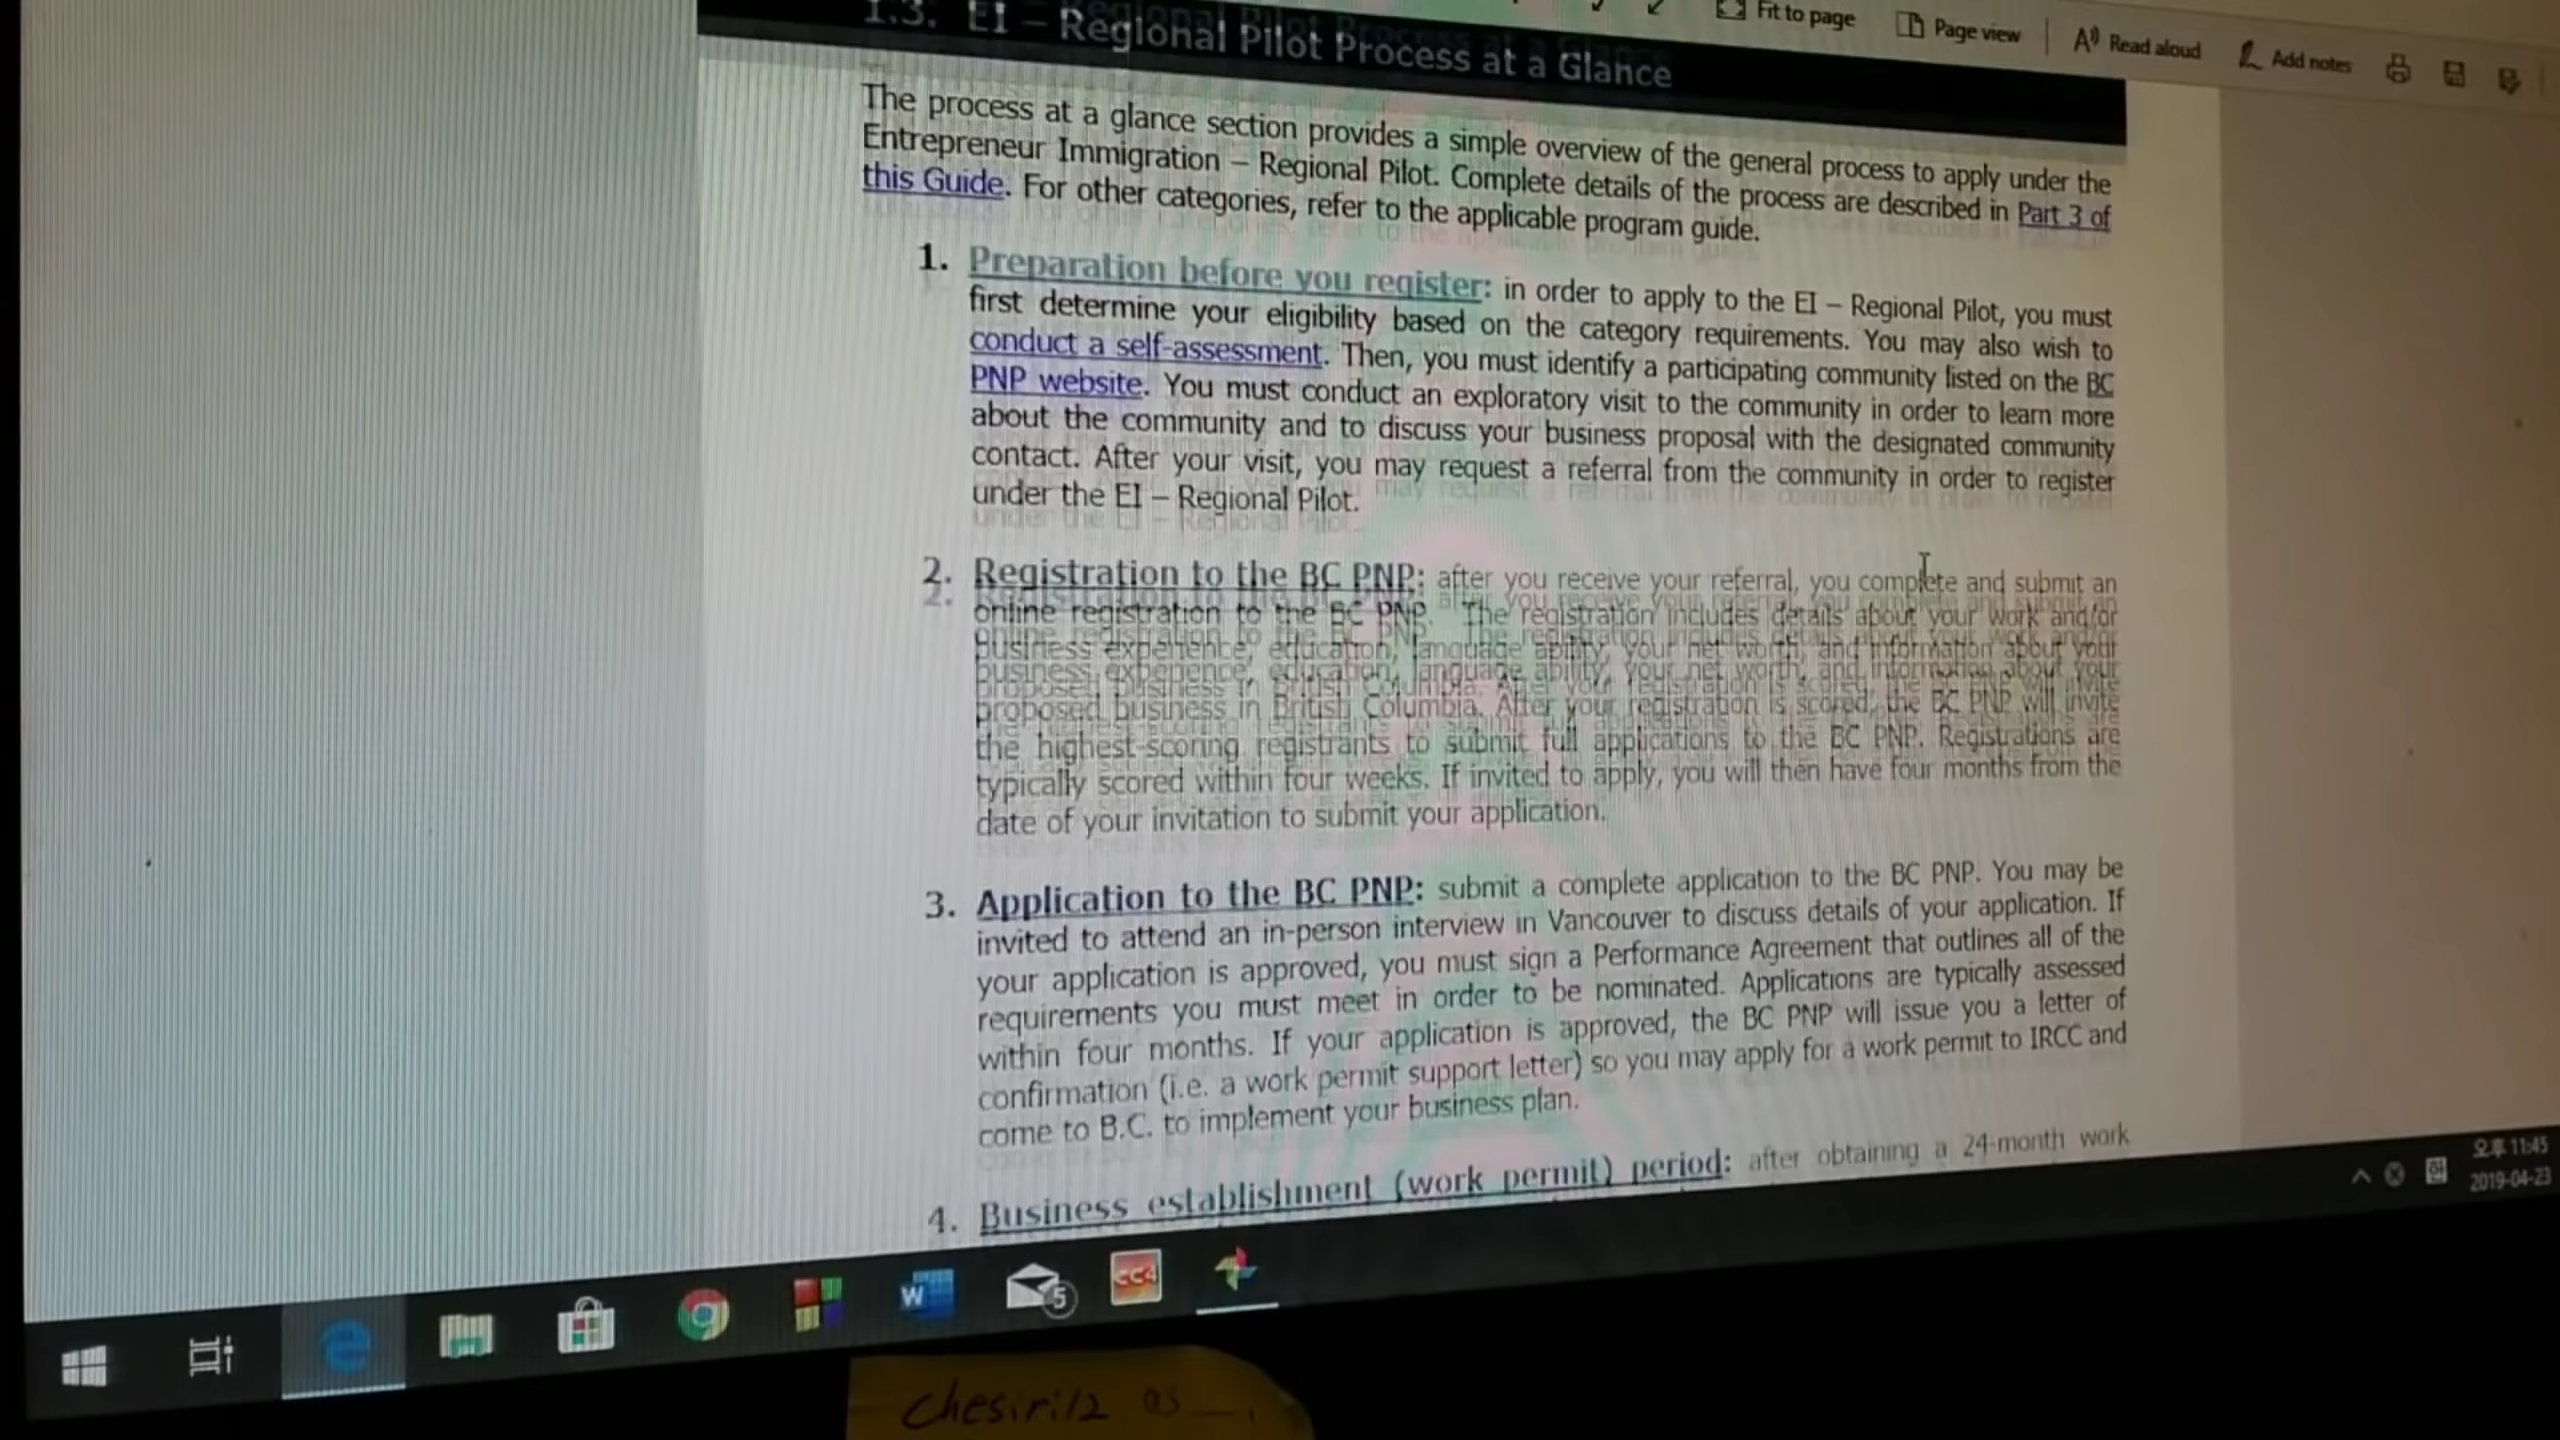 1.3. EI – Regional Pilot Process at a Glance
Fit to page
Page view
Read aloud
Add notes
The process at a glance section provides a simple overview of the general process to apply under the
Entrepreneur Immigration – Regional Pilot. Complete details of the process are described in Part 3 of
this Guide. For other categories, refer to the applicable program guide.
1. Preparation before you register: in order to apply to the EI – Regional Pilot, you must
first determine your eligibility based on the category requirements. You may also wish to
conduct a self-assessment. Then, you must identify a participating community listed on the BC
PNP website. You must conduct an exploratory visit to the community in order to learn more
about the community and to discuss your business proposal with the designated community
contact. After your visit, you may request a referral from the community in order to register
under the EI – Regional Pilot.
2. Registration to the BC PNP: after you receive your referral, you complete and submit an
online registration to the BC PNP. The registration includes details about your work and/or
business experience, education, language ability, your net worth, and information about your
proposed business in British Columbia. After your registration is scored, the BC PNP will invite
the highest-scoring registrants to submit full applications to the BC PNP. Registrations are
typically scored within four weeks. If invited to apply, you will then have four months from the
date of your invitation to submit your application.
3. Application to the BC PNP: submit a complete application to the BC PNP. You may be
invited to attend an in-person interview in Vancouver to discuss details of your application. If
your application is approved, you must sign a Performance Agreement that outlines all of the
requirements you must meet in order to be nominated. Applications are typically assessed
within four months. If your application is approved, the BC PNP will issue you a letter of
confirmation (i.e. a work permit support letter) so you may apply for a work permit to IRCC and
come to B.C. to implement your business plan.
4. Business establishment (work permit) period: after obtaining a 24-month work
오후 11:45
2019-04-23
W
5
CC4
chesiri12